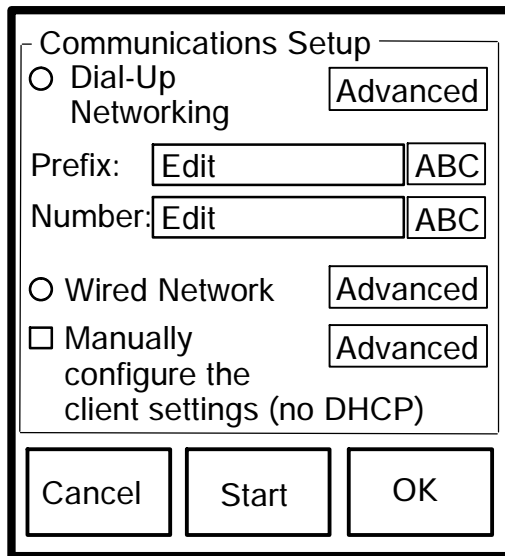 Communications Setup
Dial-Up
Networking
Advanced
Prefix: Edit ABC
Number: Edit ABC
Wired Network Advanced
Manually
configure the
client settings (no DHCP)
Advanced
Cancel Start OK